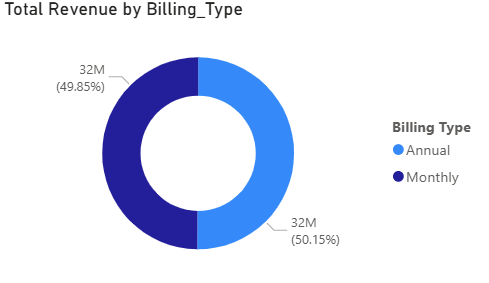 Total Revenue by Billing_Type
32M
(49.85%)
Billing Type
Annual
Monthly
32M
(50.15%)